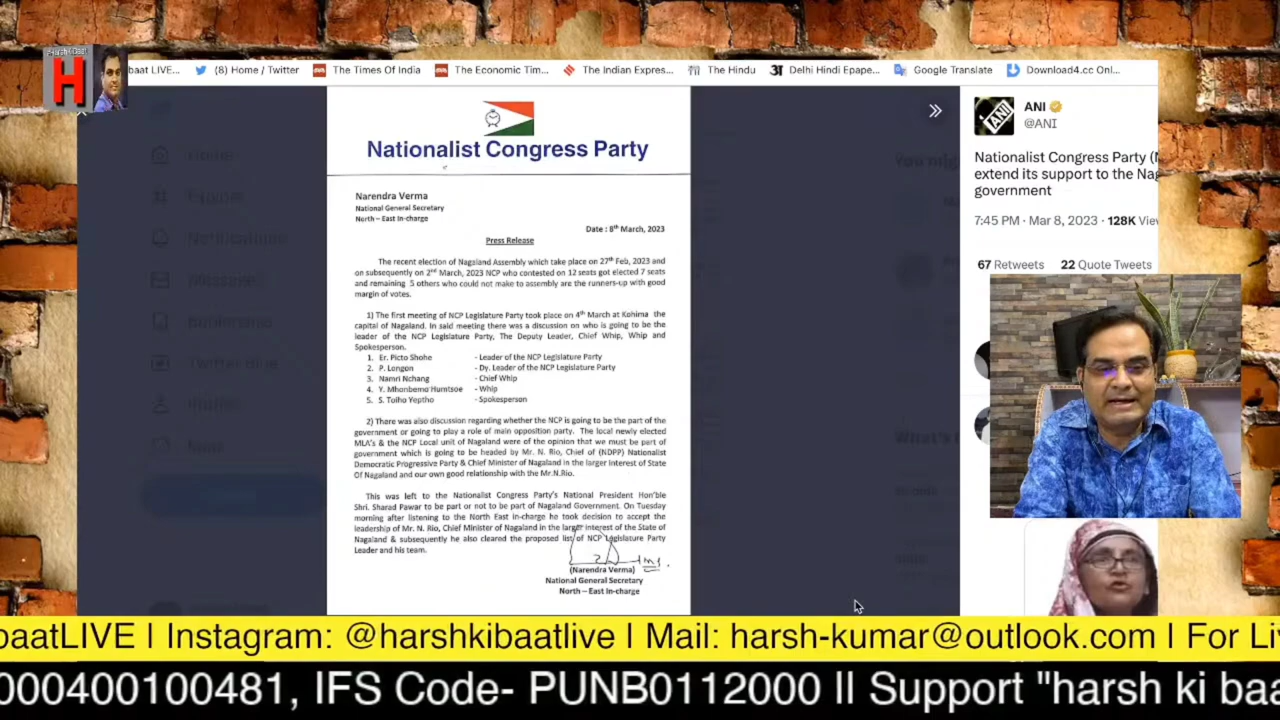 eHarsh Ki Baat
H
baat LIVE...
(8) Home / Twitter
The Times Of India
The Economic Tim...
The Indian Expres...
The Hindu
Delhi Hindi Epape...
Google Translate
Download4.cc Onl...
Nationalist Congress Party
Narendra Verma
National General Secretary
North – East In-charge
Date : 8th March, 2023
Press Release
The recent election of Nagaland Assembly which take place on 27th Feb, 2023 and
on subsequently on 2nd March, 2023 NCP who contested on 12 seats got elected 7 seats
and remaining 5 others who could not make to assembly are the runners-up with good
margin of votes.
1) The first meeting of NCP Legislature Party took place on 4th March at Kohima the
capital of Nagaland. In said meeting there was a discussion on who is going to be the
leader of the NCP Legislature Party, The Deputy Leader, Chief Whip, Whip and
Spokesperson.
1. Er. Picto Shohe - Leader of the NCP Legislature Party
2. P. Longon - Dy. Leader of the NCP Legislature Party
3. Namri Nchang - Chief Whip
4. Y. Mhonbemo Humtsoe - Whip
5. S. Toiho Yeptho - Spokesperson
2) There was also discussion regarding whether the NCP is going to be the part of the
government or going to play a role of main opposition party. The local newly elected
MLA's & the NCP Local unit of Nagaland were of the opinion that we must be part of
government which is going to be headed by Mr. N. Rio, Chief of (NDPP) Nationalist
Democratic Progressive Party & Chief Minister of Nagaland in the larger interest of State
Of Nagaland and our own good relationship with the Mr.N.Rio.
This was left to the Nationalist Congress Party's National President Hon'ble
Shri. Sharad Pawar to be part or not to be part of Nagaland Government. On Tuesday
morning after listening to the North East in-charge he took decision to accept the
leadership of Mr. N. Rio, Chief Minister of Nagaland in the larger interest of the State of
Nagaland & subsequently he also cleared the proposed list of NCP Legislature Party
Leader and his team.
(Narendra Verma)
National General Secretary
North – East In-charge
Home
Explore
Notifications
Messages
Bookmarks
Twitter Blue
Profile
More
ANI
ANI
@ANI
Nationalist Congress Party (
extend its support to the Nag
government
7:45 PM · Mar 8, 2023 · 128K Vie
67 Retweets 22 Quote Tweets
baatLIVE I Instagram: @harshkibaatlive I Mail: harsh-kumar@outlook.com I For Li
000400100481, IFS Code- PUNB0112000 II Support "harsh ki baa